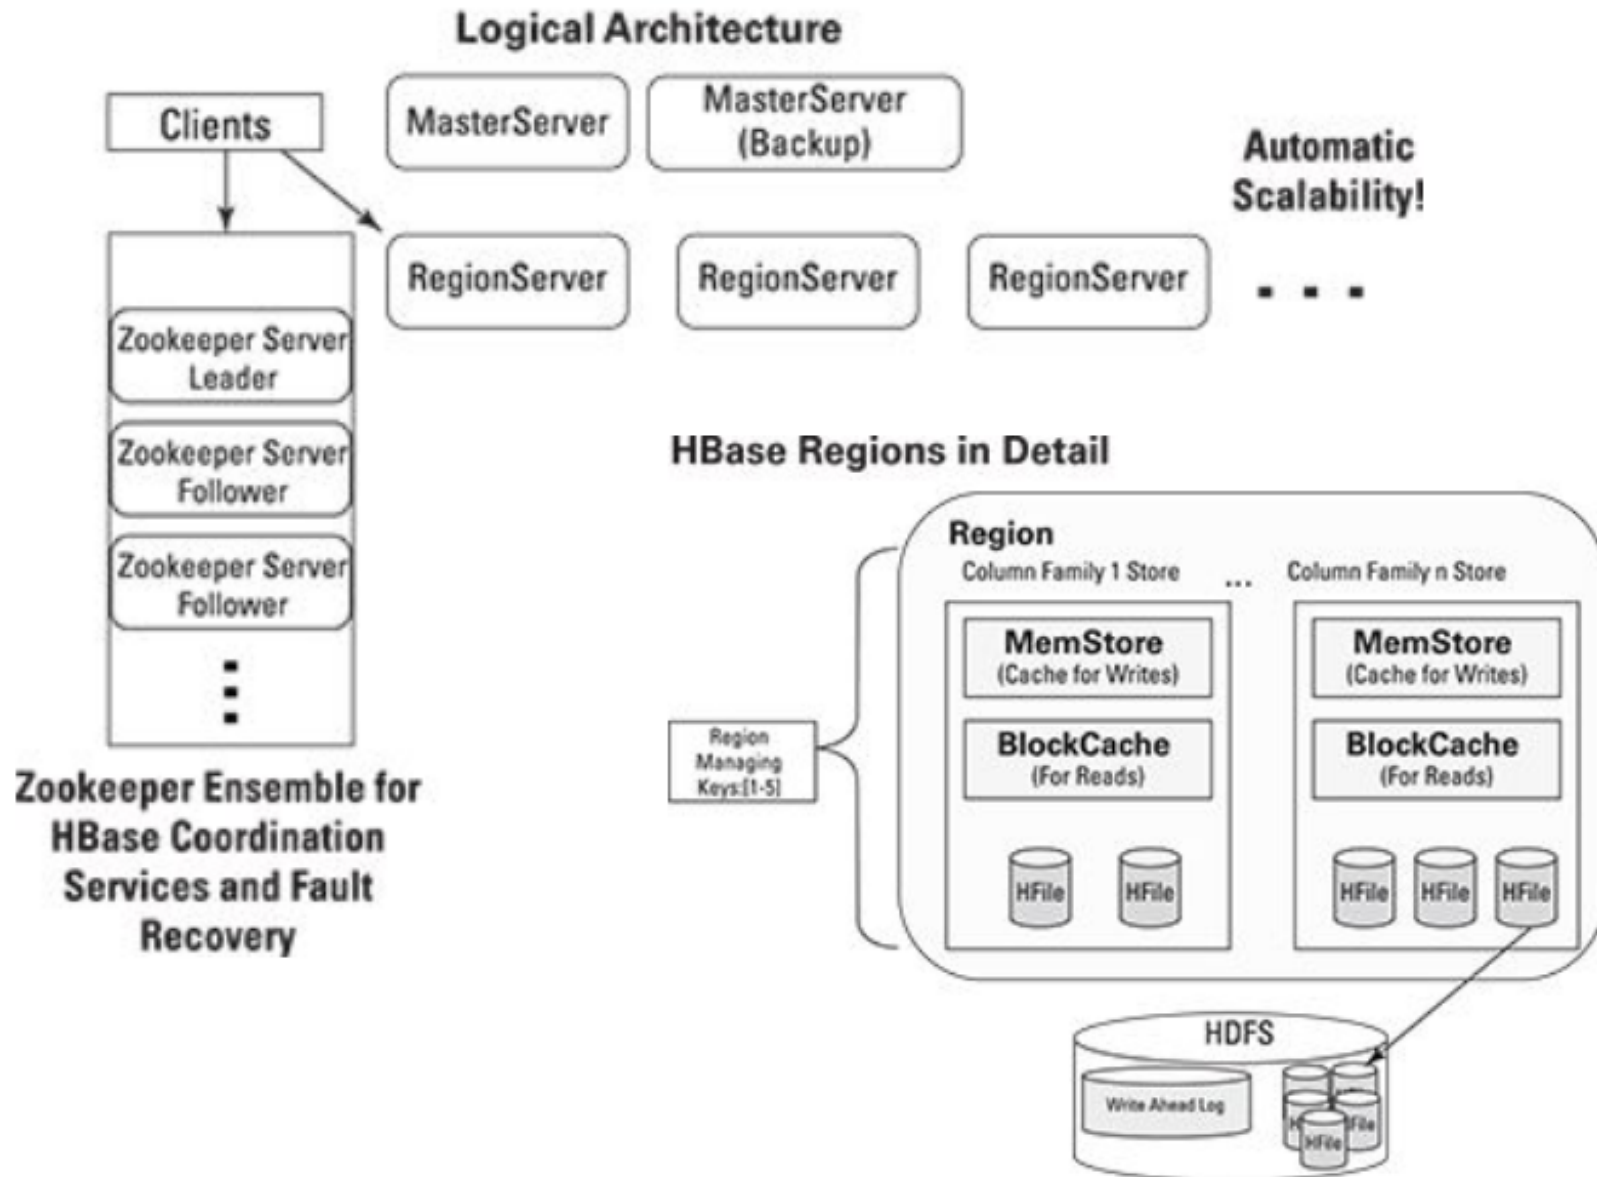 Logical Architecture
Clients
MasterServer
MasterServer
(Backup)
Automatic
Scalability!
RegionServer
RegionServer
RegionServer
...
Zookeeper Server
Leader
Zookeeper Server
Follower
Zookeeper Server
Follower
Zookeeper Ensemble for
HBase Coordination
Services and Fault
Recovery
HBase Regions in Detail
Region
Column Family 1 Store
...
Column Family n Store
MemStore
(Cache for Writes)
BlockCache
(For Reads)
HFile
HFile
MemStore
(Cache for Writes)
BlockCache
(For Reads)
HFile
HFile
HFile
Region
Managing
Keys:[1-5]
HDFS
Write Ahead Log
HFile